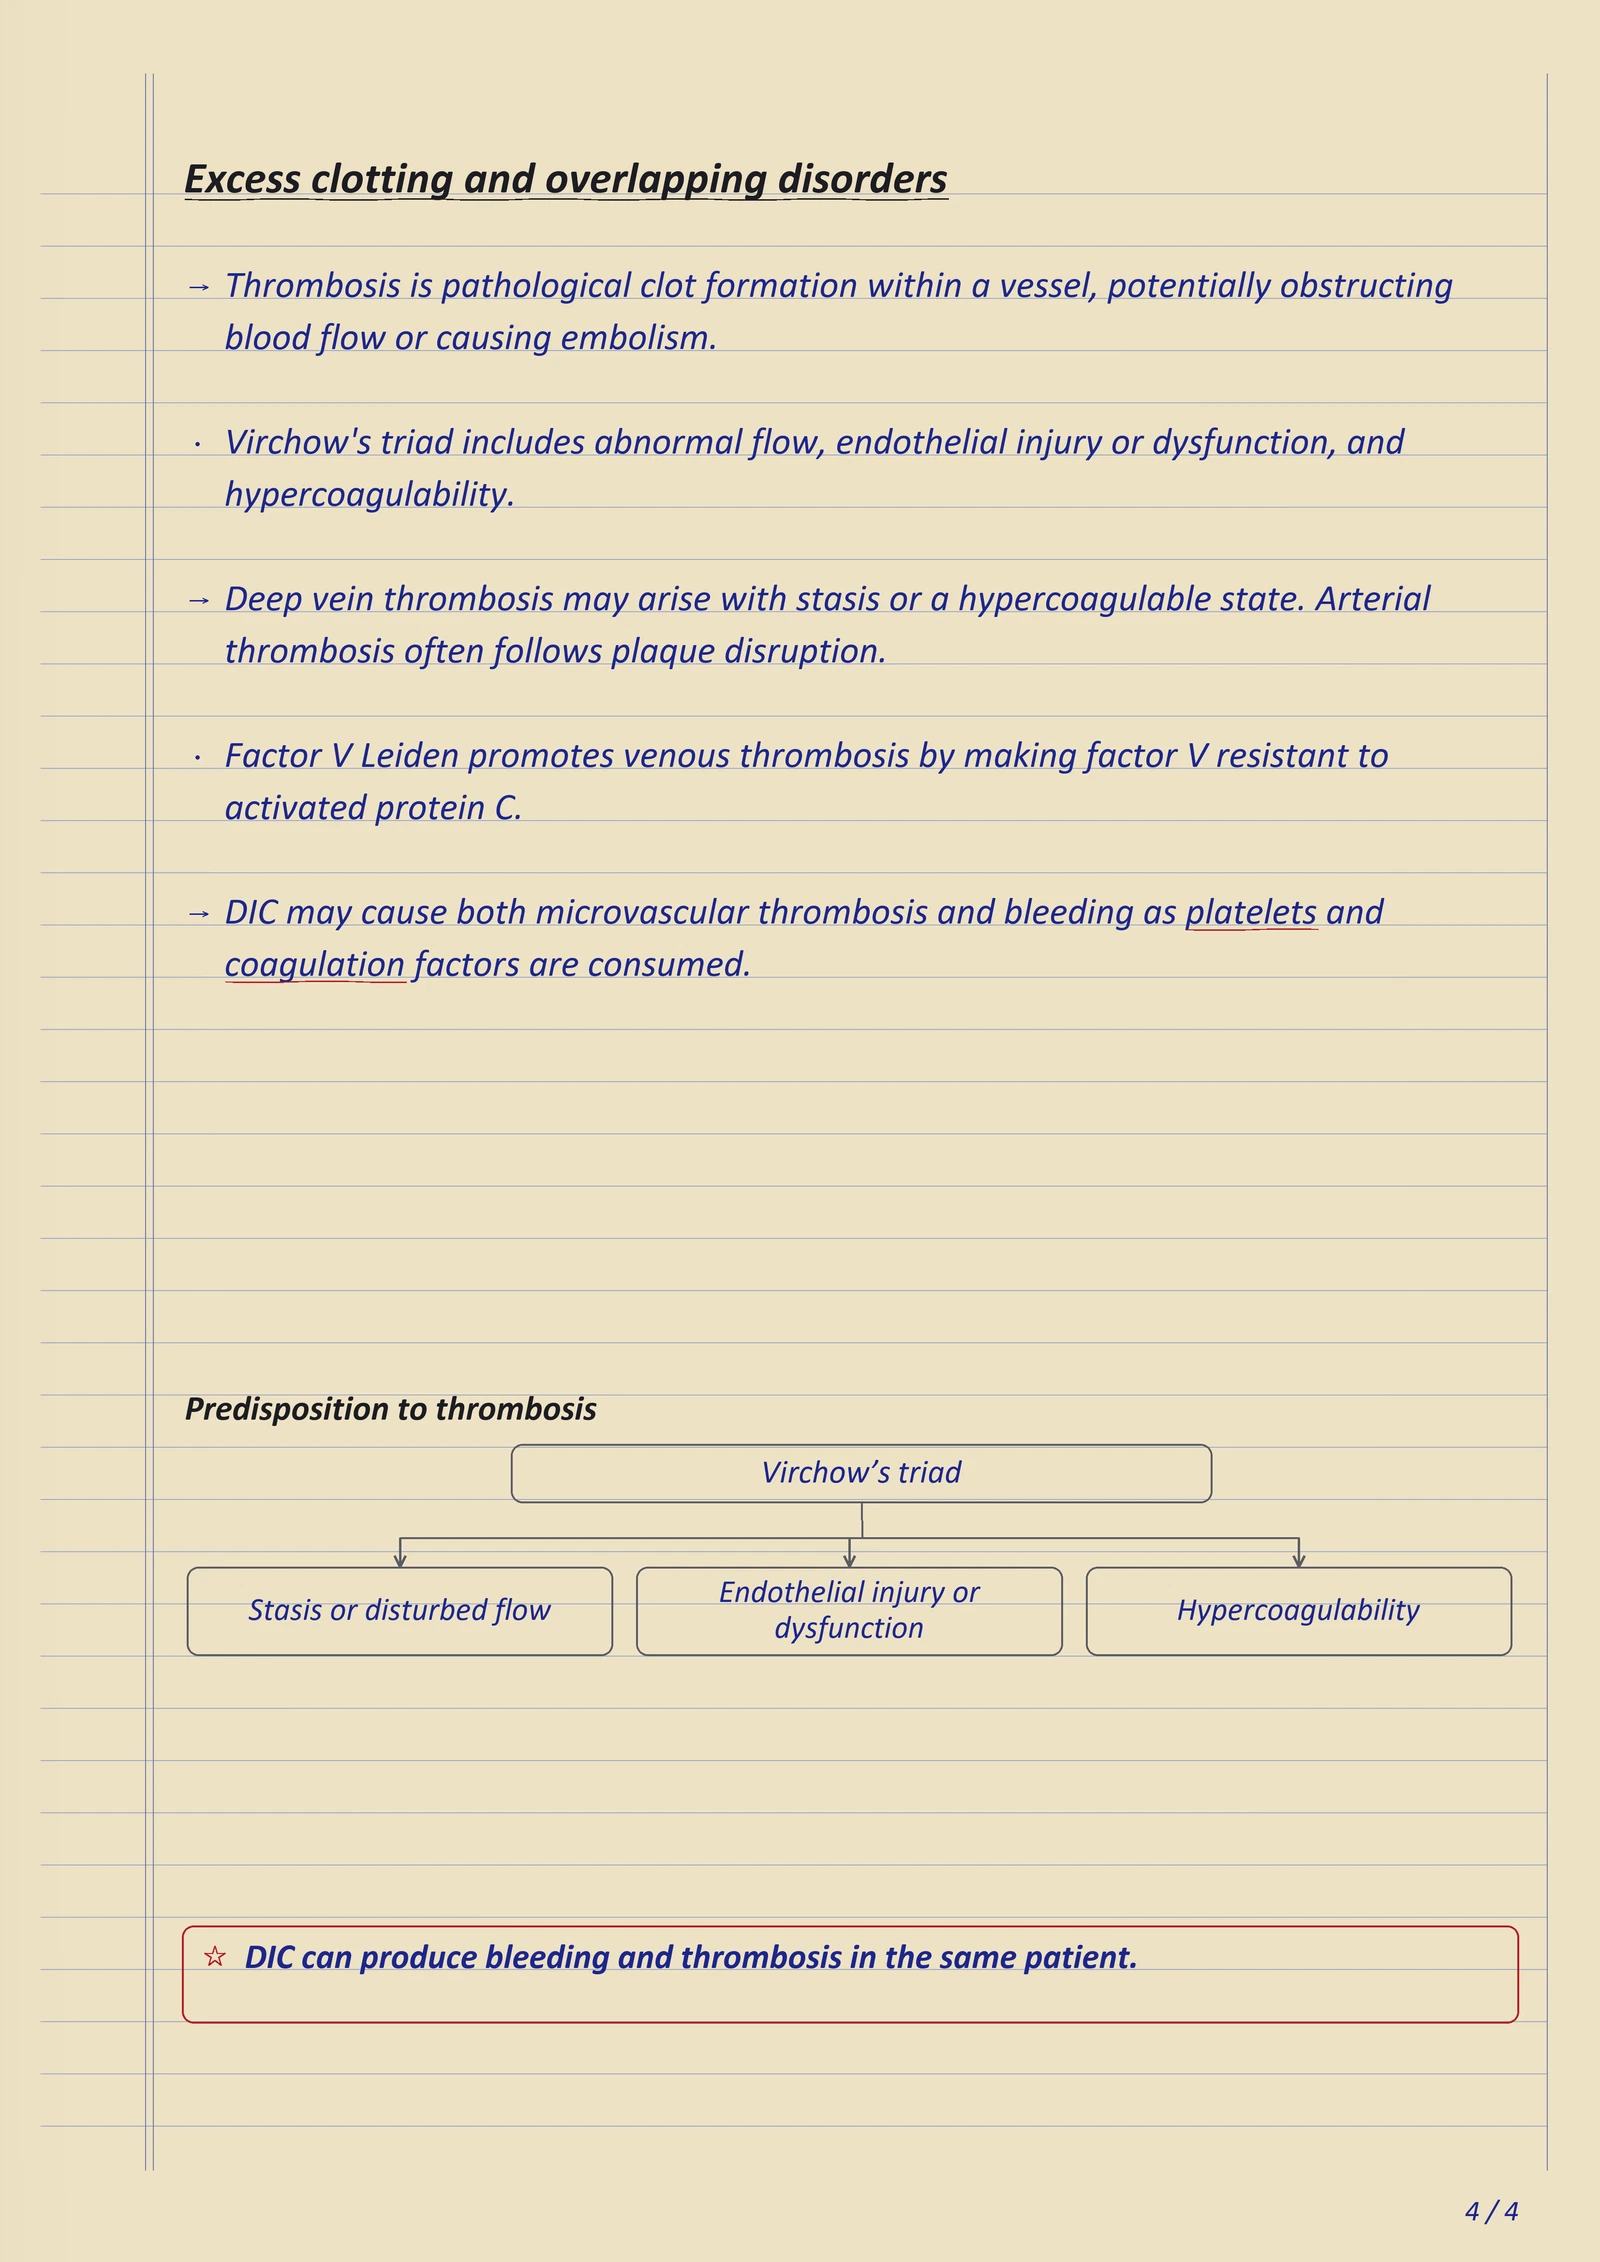 Excess clotting and overlapping disorders
→ Thrombosis is pathological clot formation within a vessel, potentially obstructing
blood flow or causing embolism.
· Virchow's triad includes abnormal flow, endothelial injury or dysfunction, and
hypercoagulability.
→ Deep vein thrombosis may arise with stasis or a hypercoagulable state. Arterial
thrombosis often follows plaque disruption.
· Factor V Leiden promotes venous thrombosis by making factor V resistant to
activated protein C.
→ DIC may cause both microvascular thrombosis and bleeding as platelets and
coagulation factors are consumed.
Predisposition to thrombosis
Virchow’s triad
Stasis or disturbed flow
Endothelial injury or
dysfunction
Hypercoagulability
☆ DIC can produce bleeding and thrombosis in the same patient.
4 / 4